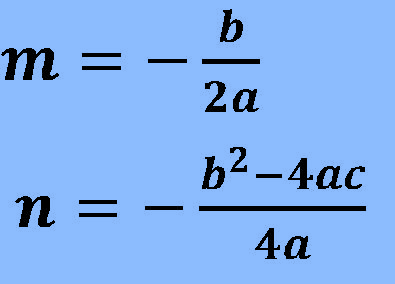 m = − b/2a
n = − b² − 4ac/4a